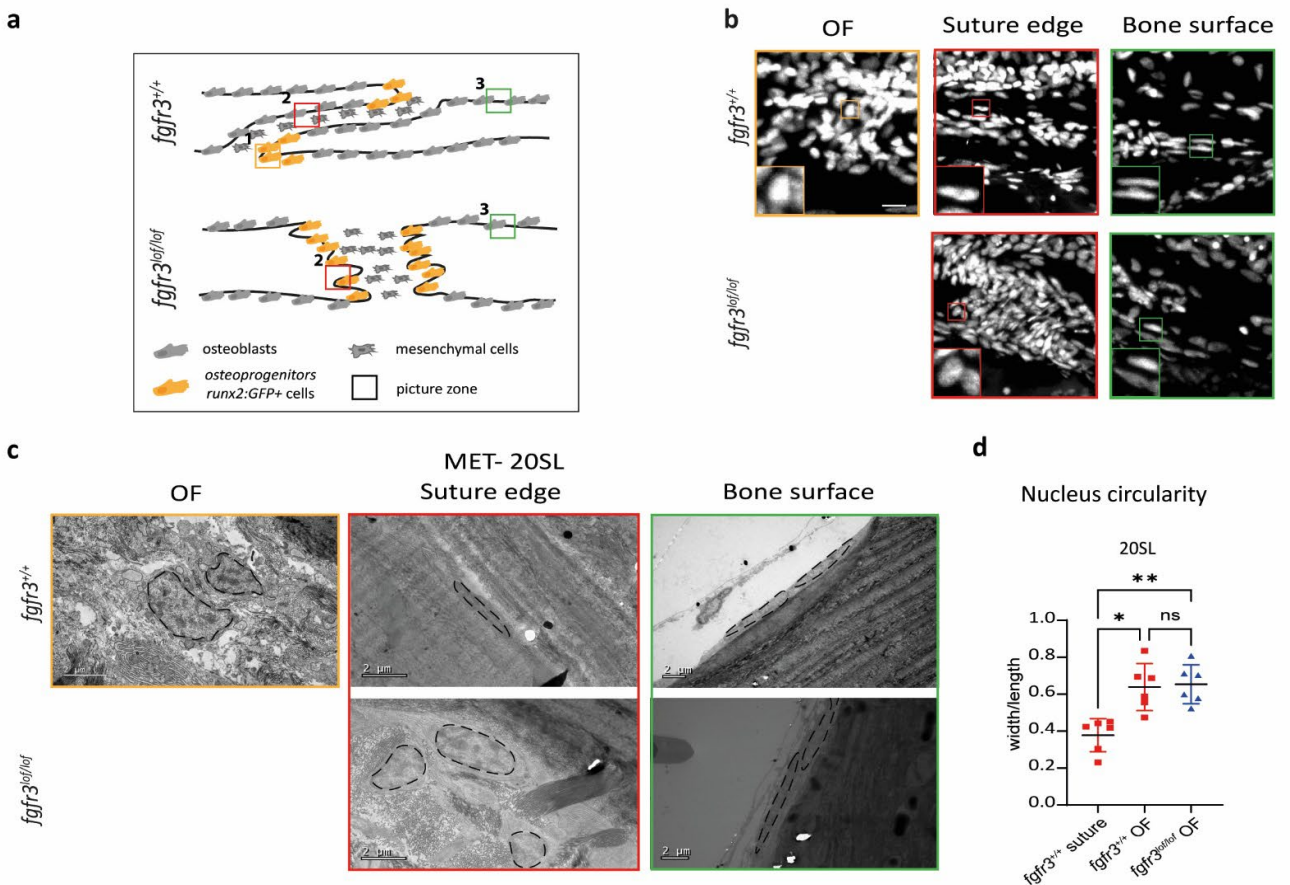 a
fgfr3+/+
2
3
1
fgfr3lof/lof
3
2
osteoblasts
mesenchymal cells
osteoprogenitors
runx2:GFP+ cells
picture zone
b
OF
Suture edge
Bone surface
fgfr3+/+
fgfr3lof/lof
c
MET- 20SL
OF
Suture edge
Bone surface
fgfr3+/+
2 µm
2 µm
fgfr3lof/lof
2 µm
2 µm
d
Nucleus circularity
20SL
**
*
ns
1.0
0.8
0.6
0.4
0.2
0.0
width/length
fgfr3+/+ suture
fgfr3+/+ OF
fgfr3lof/lof OF